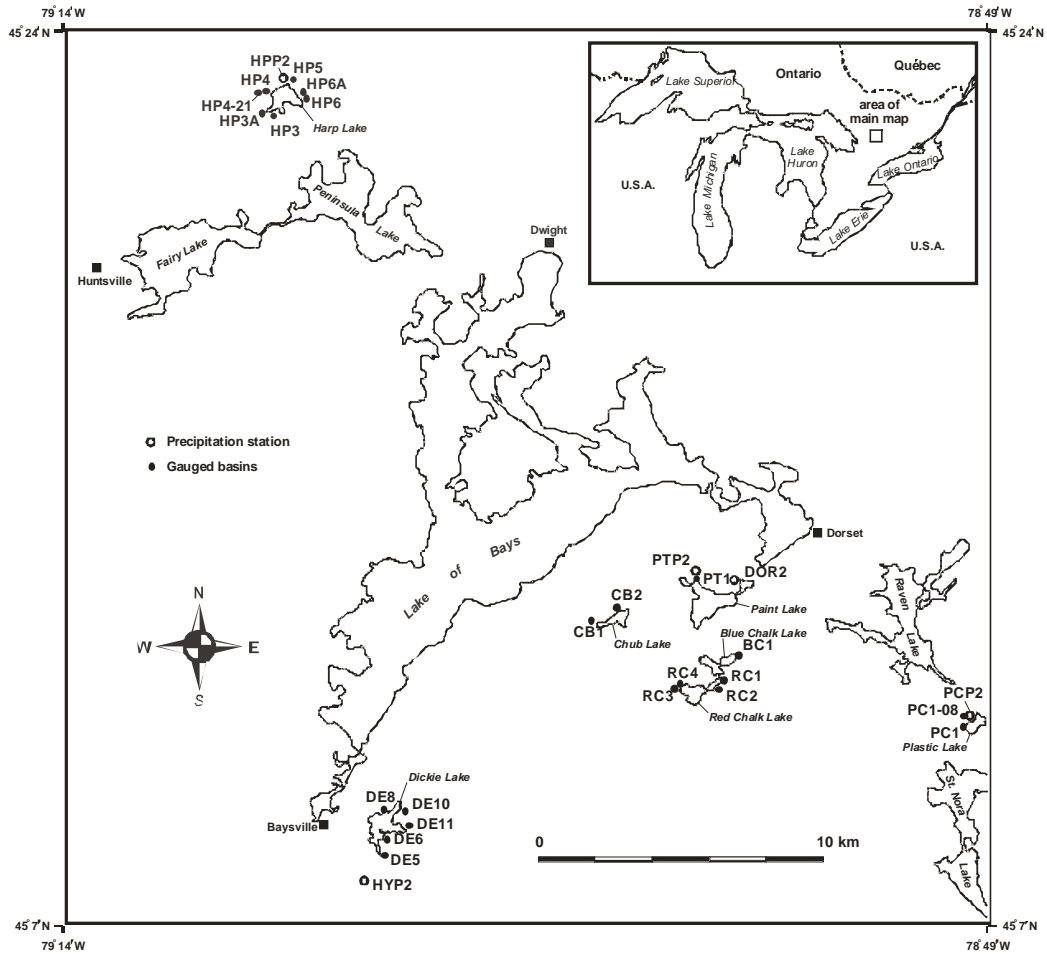 79°14'W
78°49'W
45°24'N
45°24'N
HPP2
HP5
HP4
HP6A
HP4-21
HP6
HP3A
HP3
Harp Lake
Lake Superior
Ontario
Québec
area of
main map
Lake
Huron
Lake Ontario
U.S.A.
Lake Michigan
Lake Erie
U.S.A.
Peninsula
Lake
Fairy Lake
Dwight
Huntsville
Precipitation station
Gauged basins
Lake
of
Bays
Dorset
PTP2
PT1
DOR2
CB2
Paint Lake
CB1
Chub Lake
Blue Chalk Lake
BC1
Raven
Lake
N
W
E
S
RC4
RC1
RC3
RC2
Red Chalk Lake
PCP2
PC1-08
PC1
Plastic Lake
Dickie Lake
DE8
DE10
Baysville
DE11
DE6
DE5
HYP2
0
10 km
St. Nora
Lake
45°7'N
45°7'N
79°14'W
78°49'W